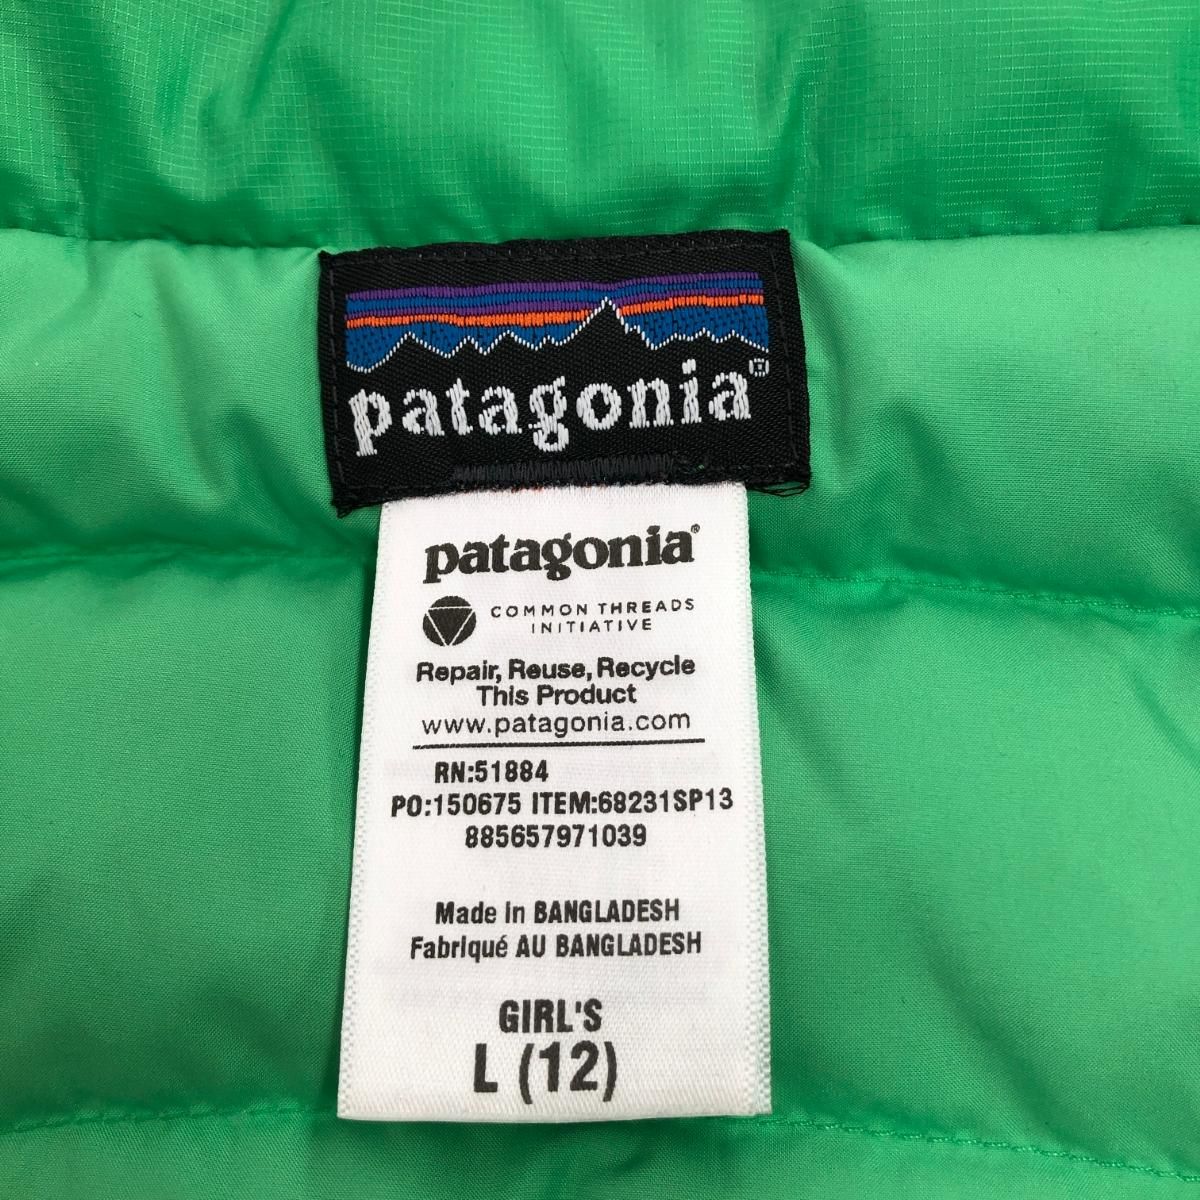 patagonia®
patagonia®
COMMON THREADS
INITIATIVE
Repair, Reuse, Recycle
This Product
www.patagonia.com
RN:51884
PO:150675 ITEM:68231SP13
885657971039
Made in BANGLADESH
Fabriqué AU BANGLADESH
GIRL'S
L (12)